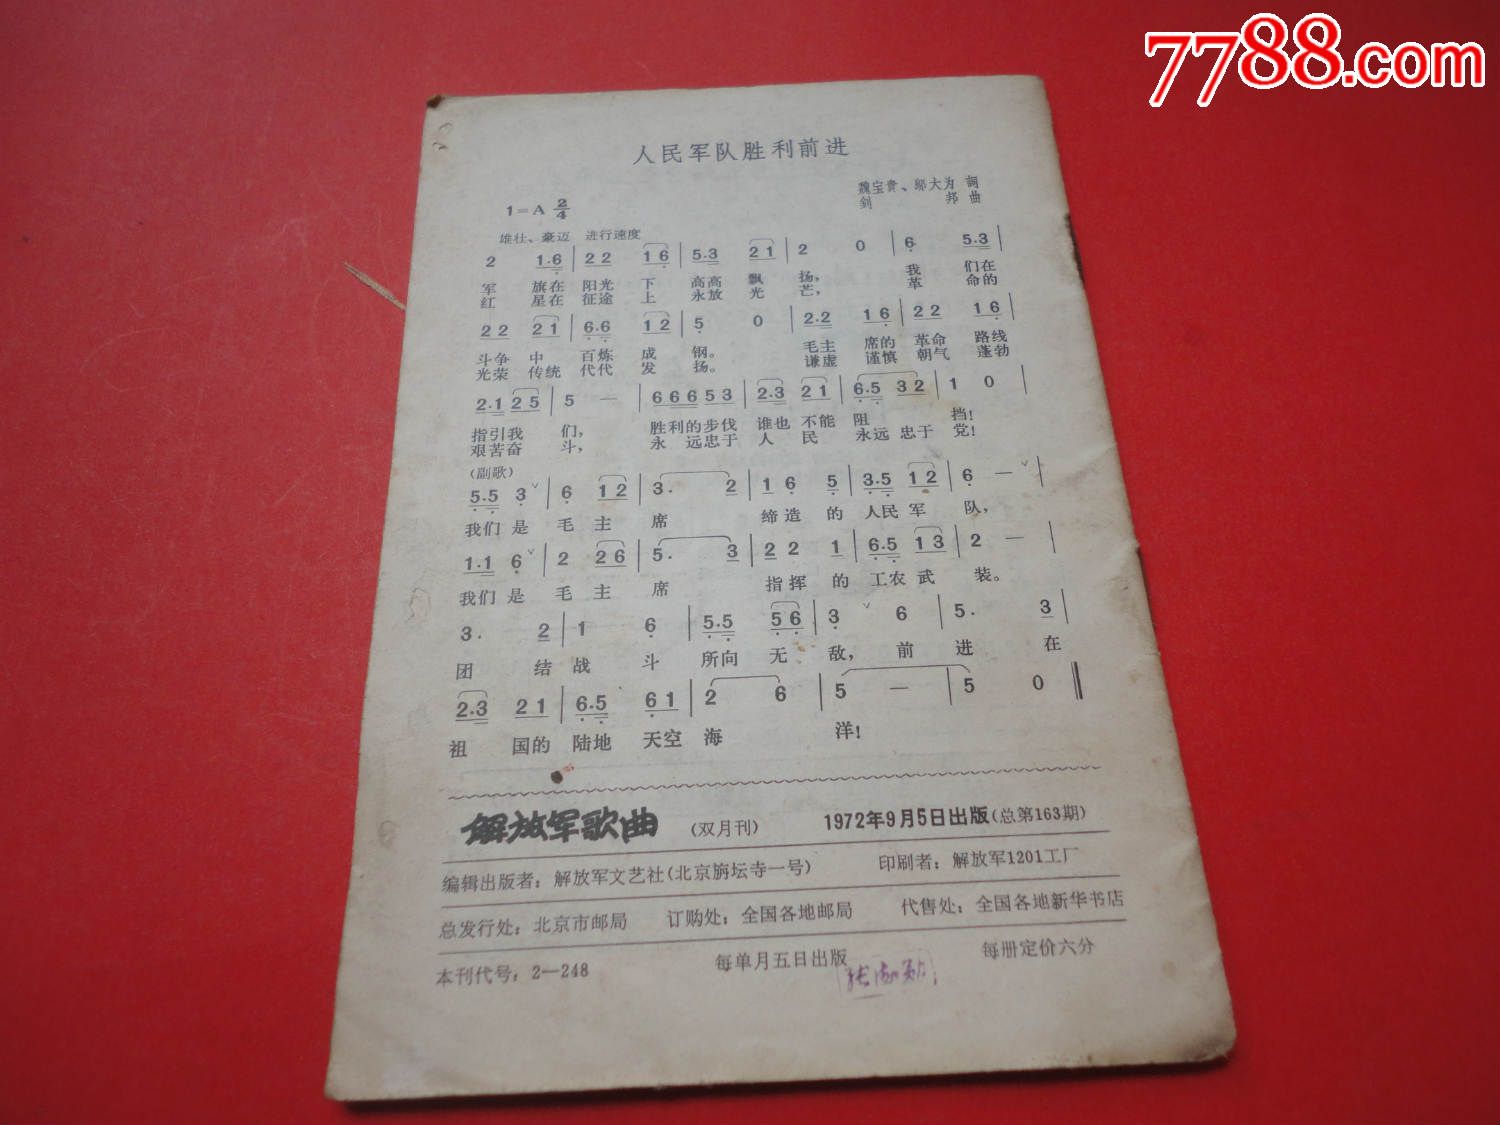 7788.com
人民军队胜利前进
魏宝贵、邬大为 詞
1=A 2/4
剑 邦 曲
雄壮、豪迈 进行速度
2 1.6 | 2 2 1 6 | 5.3 2 1 | 2 0 | 6 5.3 |
军 旗在 阳光 下 高高 飘 扬, 我 们在
红 星在 征途 上 永放 光 芒, 革 命的
2 2 2 1 | 6.6 1 2 | 5 0 | 2.2 1 6 | 2 2 1 6 |
斗争 中 百炼 成 钢。 毛主 席的 革命 路线
光荣 传统 代代 发 扬。 谦虚 谨慎 朝气 蓬勃
2.1 2 5 | 5 — | 6 6 6 5 3 | 2.3 2 1 | 6.5 3 2 | 1 0 |
指引我 们, 胜利的步伐 谁也 不能 阻 挡!
艰苦奋 斗, 永 远忠于 人 民 永远 忠于 党!
(副歌)
5.5 3 ∨ | 6 1 2 | 3. 2 | 1 6 5 | 3.5 1 2 | 6 — ∨ |
我们 是 毛 主 席 缔 造 的 人民 军 队,
1.1 6 ∨ | 2 2 6 | 5. 3 | 2 2 1 | 6.5 1 3 | 2 — |
我们 是 毛 主 席 指 挥 的 工农 武 装。
3. 2 | 1 6 | 5.5 5 6 | 3 ∨ 6 | 5. 3 |
团 结 战 斗 所向 无 敌, 前 进 在
2.3 2 1 | 6.5 6 1 | 2 6 | 5 — | 5 0 ‖
祖 国的 陆地 天空 海 洋!
解放军歌曲 (双月刊) 1972年9月5日出版(总第163期)
编辑出版者: 解放军文艺社(北京旃坛寺一号) 印刷者: 解放军1201工厂
总发行处: 北京市邮局 订购处: 全国各地邮局 代售处: 全国各地新华书店
本刊代号: 2—248 每单月五日出版 每册定价六分